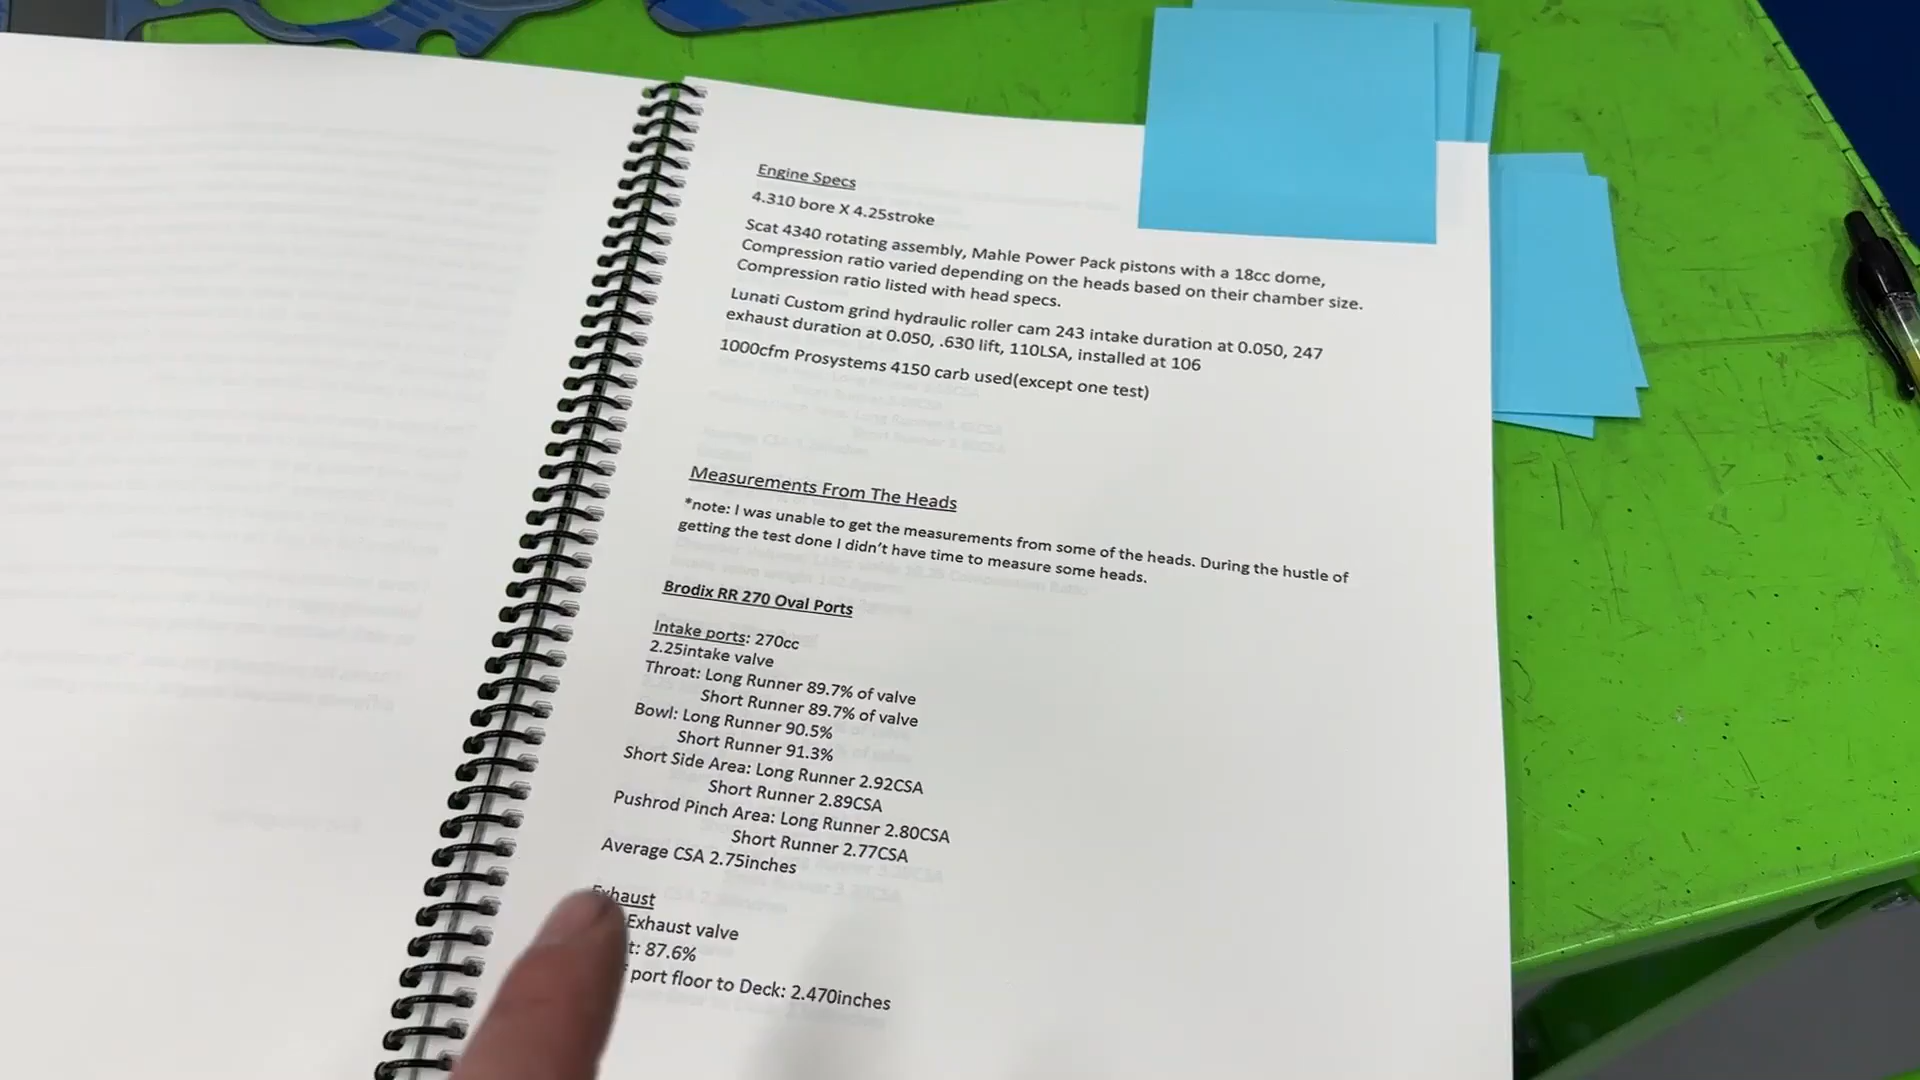 Engine Specs
4.310 bore X 4.25stroke
Scat 4340 rotating assembly, Mahle Power Pack pistons with a 18cc dome,
Compression ratio varied depending on the heads based on their chamber size.
Compression ratio listed with head specs.
Lunati Custom grind hydraulic roller cam 243 intake duration at 0.050, 247
exhaust duration at 0.050, .630 lift, 110LSA, installed at 106
1000cfm Prosystems 4150 carb used(except one test)
Measurements From The Heads
*note: I was unable to get the measurements from some of the heads. During the hustle of
getting the test done I didn't have time to measure some heads.
Brodix RR 270 Oval Ports
Intake ports: 270cc
2.25intake valve
Throat: Long Runner 89.7% of valve
Short Runner 89.7% of valve
Bowl: Long Runner 90.5%
Short Runner 91.3%
Short Side Area: Long Runner 2.92CSA
Short Runner 2.89CSA
Pushrod Pinch Area: Long Runner 2.80CSA
Short Runner 2.77CSA
Average CSA 2.75inches
Exhaust
Exhaust valve
t: 87.6%
port floor to Deck: 2.470inches